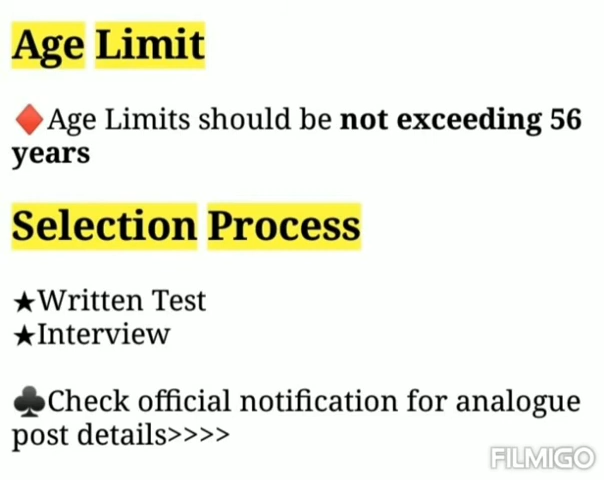 Age Limit
♦Age Limits should be not exceeding 56
years
Selection Process
★Written Test
★Interview
♣Check official notification for analogue
post details>>>>
FILMIGO